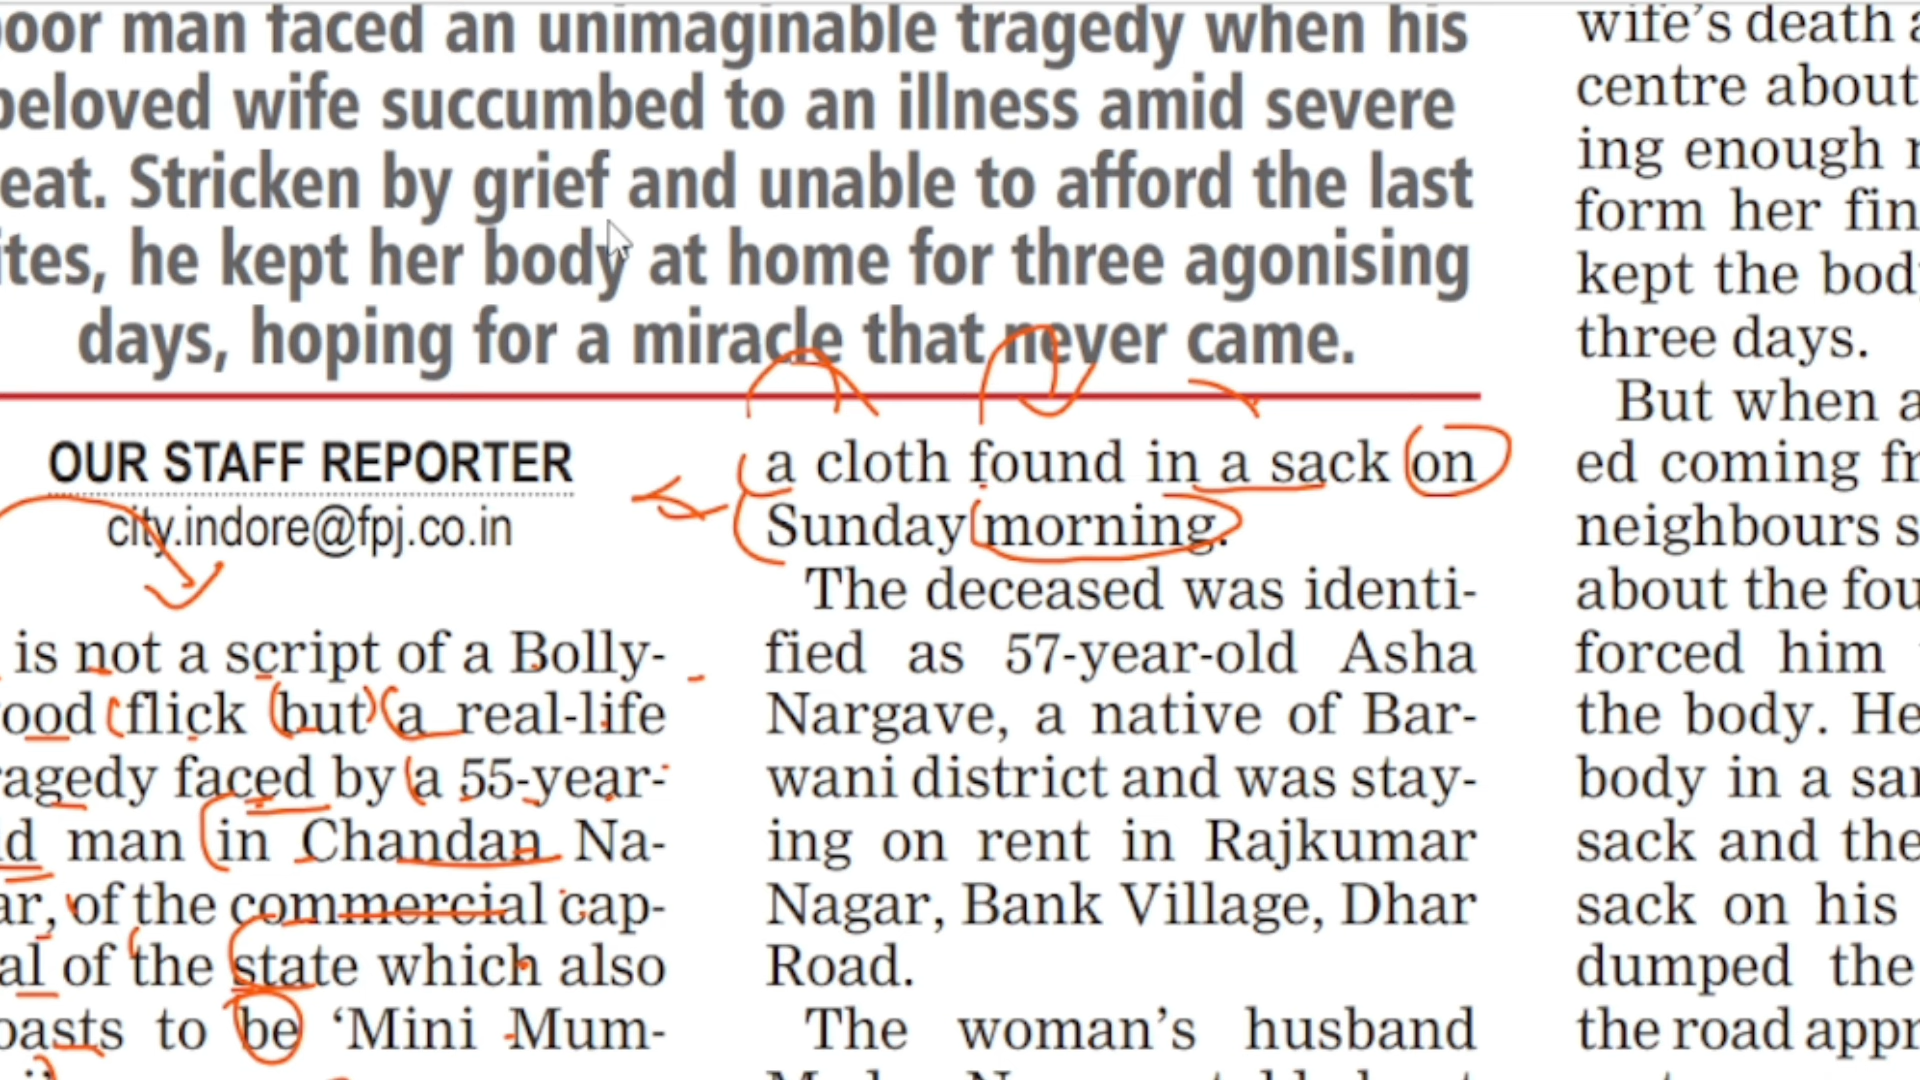 oor man faced an unimaginable tragedy when his
beloved wife succumbed to an illness amid severe
eat. Stricken by grief and unable to afford the last
ites, he kept her body at home for three agonising
days, hoping for a miracle that never came.
OUR STAFF REPORTER
city.indore@fpj.co.in
is not a script of a Bolly-
ood flick but a real-life
ragedy faced by a 55-year-
ld man in Chandan Na-
ar, of the commercial cap-
al of the state which also
oasts to be ‘Mini Mum-
a cloth found in a sack on
Sunday morning.
The deceased was identi-
fied as 57-year-old Asha
Nargave, a native of Bar-
wani district and was stay-
ing on rent in Rajkumar
Nagar, Bank Village, Dhar
Road.
The woman’s husband
wife’s death a
centre about
ing enough
form her fin
kept the bod
three days.
But when a
ed coming fr
neighbours s
about the fou
forced him
the body. He
body in a sa
sack and the
sack on his
dumped the
the road appr